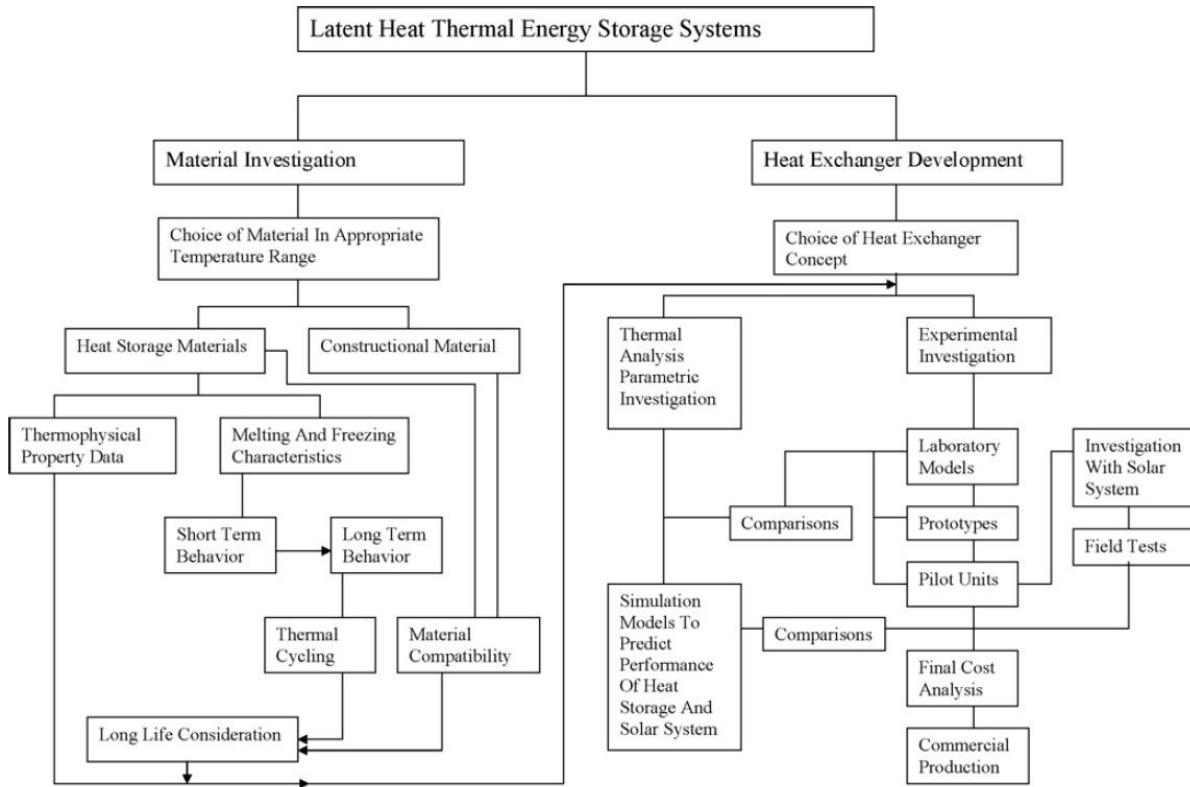 Latent Heat Thermal Energy Storage Systems
Material Investigation
Heat Exchanger Development
Choice of Material In Appropriate
Temperature Range
Choice of Heat Exchanger
Concept
Heat Storage Materials
Constructional Material
Thermal
Analysis
Parametric
Investigation
Experimental
Investigation
Thermophysical
Property Data
Melting And Freezing
Characteristics
Laboratory
Models
Investigation
With Solar
System
Short Term
Behavior
Long Term
Behavior
Comparisons
Prototypes
Field Tests
Pilot Units
Thermal
Cycling
Material
Compatibility
Simulation
Models To
Predict
Performance
Of Heat
Storage And
Solar System
Comparisons
Final Cost
Analysis
Long Life Consideration
Commercial
Production